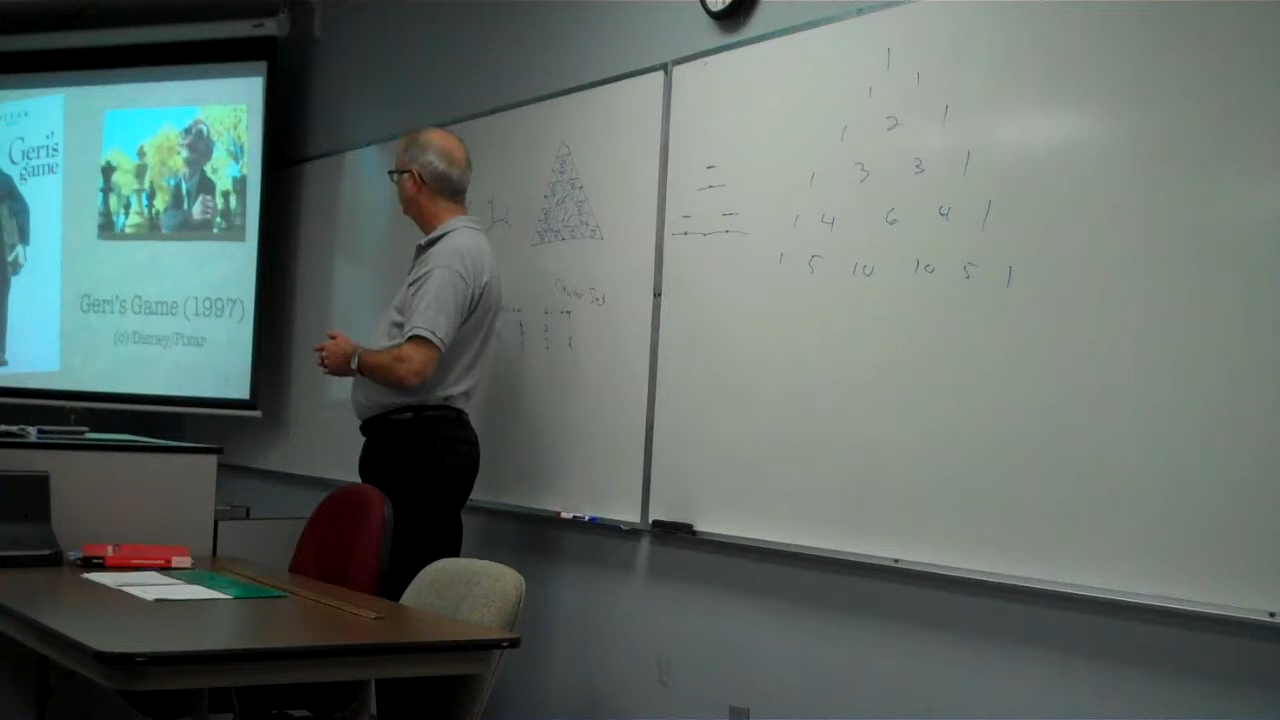 Geri's
game
Geri's Game (1997)
(c) Disney/Pixar
1
1 1
1 2 1
1 3 3 1
1 4 6 4 1
1 5 10 10 5 1